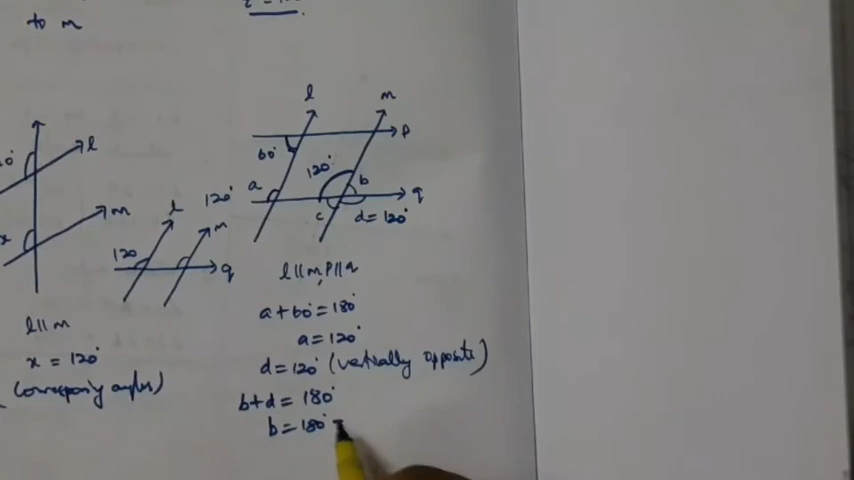 to m
l
m
x
l || m
x = 120°
(corresponding angles)
l
m
120
q
l
m
p
60°
120°
a
120°
b
q
c
d = 120°
l || m, p || q
a + 60° = 180°
a = 120°
d = 120° (vertically opposite)
b + d = 180°
b = 180° -